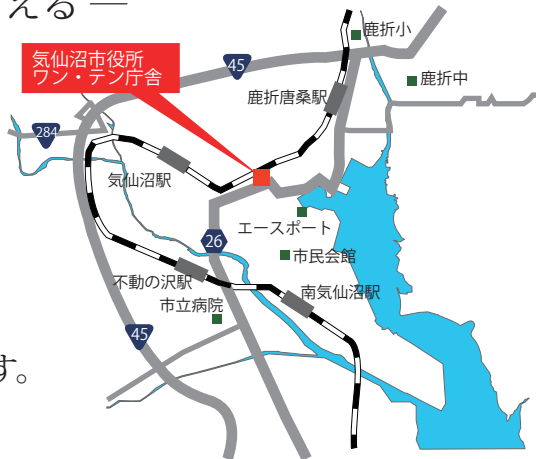 える ―
鹿折小
気仙沼市役所
ワン・テン庁舎
45
鹿折中
鹿折唐桑駅
284
気仙沼駅
エースポート
26
市民会館
不動の沢駅
南気仙沼駅
市立病院
45
す。